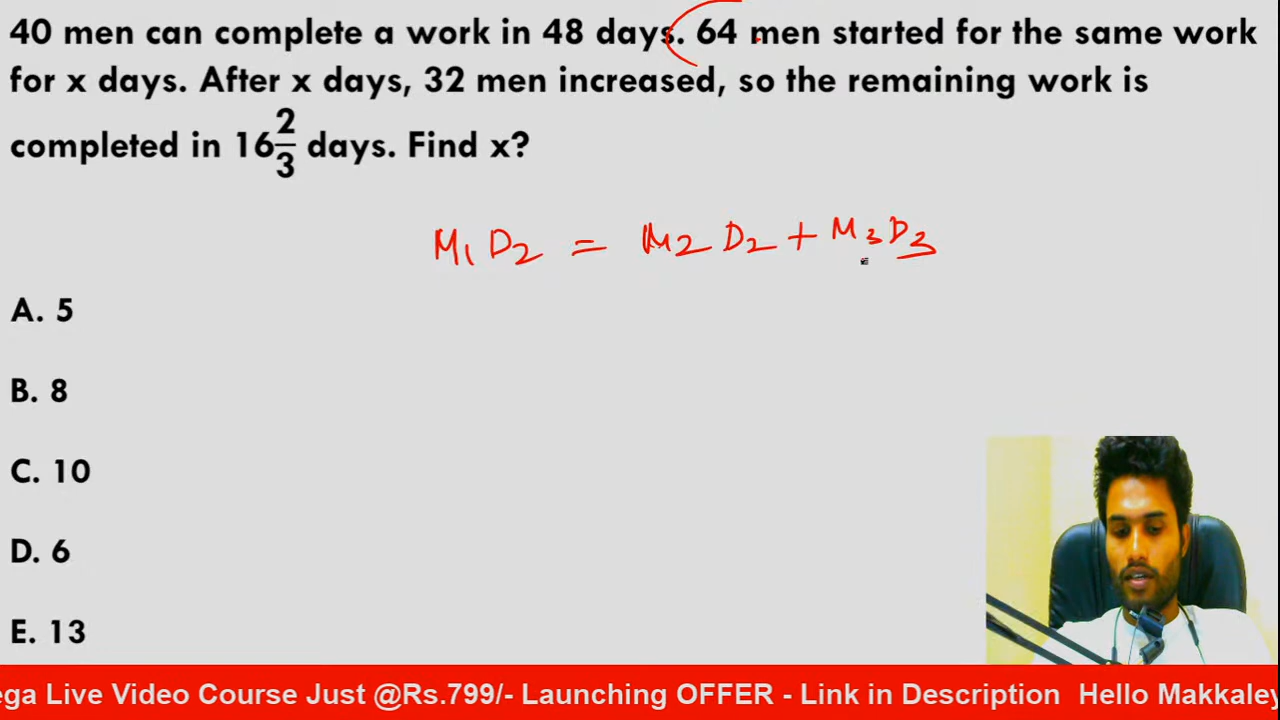 40 men can complete a work in 48 days. 64 men started for the same work
for x days. After x days, 32 men increased, so the remaining work is
completed in 16 2/3 days. Find x?
M1 D2 = M2 D2 + M3 D3
A. 5
B. 8
C. 10
D. 6
E. 13
ega Live Video Course Just @Rs.799/- Launching OFFER - Link in Description Hello Makkaley